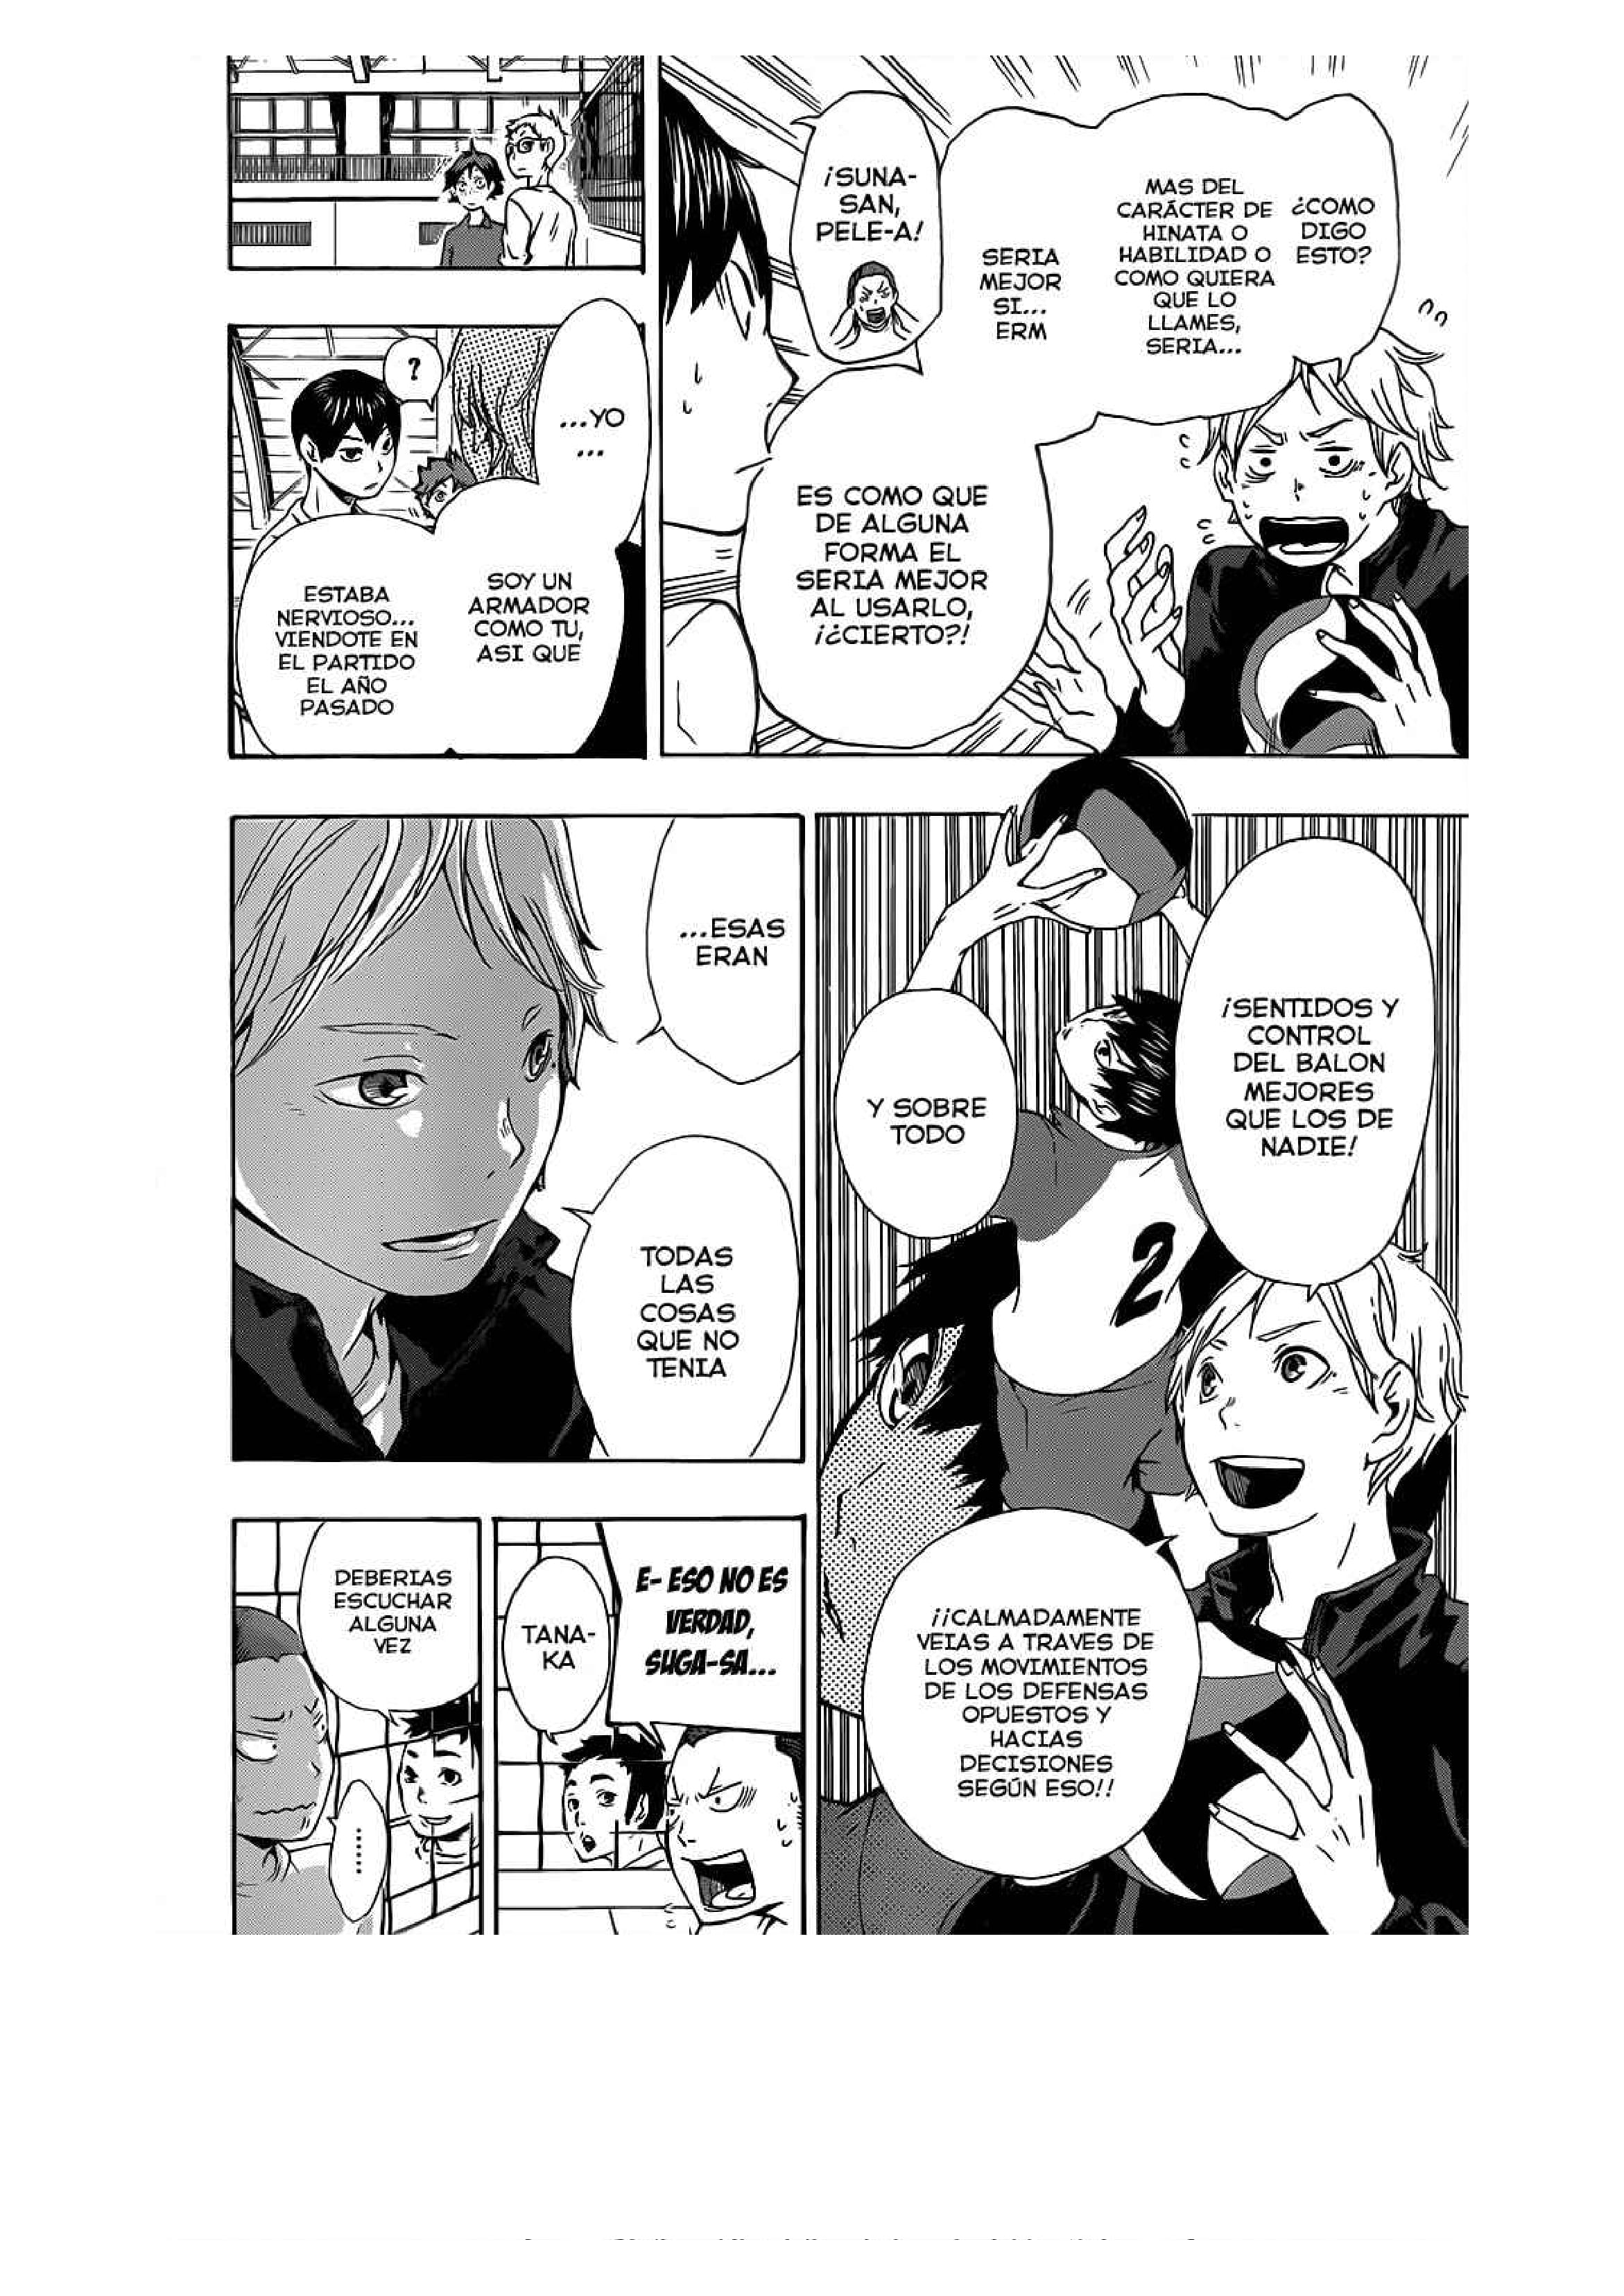 ¿COMO
DIGO
ESTO?
MAS DEL
CARÁCTER DE
HINATA O
HABILIDAD O
COMO QUIERA
QUE LO
LLAMES,
SERIA...
SERIA
MEJOR
SI...
ERM
¡SUNA-
SAN,
PELE-A!
ES COMO QUE
DE ALGUNA
FORMA EL
SERIA MEJOR
AL USARLO,
¡¿CIERTO?!
...YO
...
?
SOY UN
ARMADOR
COMO TU,
ASI QUE
ESTABA
NERVIOSO...
VIENDOTE EN
EL PARTIDO
EL AÑO
PASADO
¡SENTIDOS Y
CONTROL
DEL BALON
MEJORES
QUE LOS DE
NADIE!
Y SOBRE
TODO
2
¡¡CALMADAMENTE
VEIAS A TRAVES DE
LOS MOVIMIENTOS
DE LOS DEFENSAS
OPUESTOS Y
HACIAS
DECISIONES
SEGÚN ESO!!
...ESAS
ERAN
TODAS
LAS
COSAS
QUE NO
TENIA
E- ESO NO ES
VERDAD,
SUGA-SA...
TANA-
KA
DEBERIAS
ESCUCHAR
ALGUNA
VEZ
......